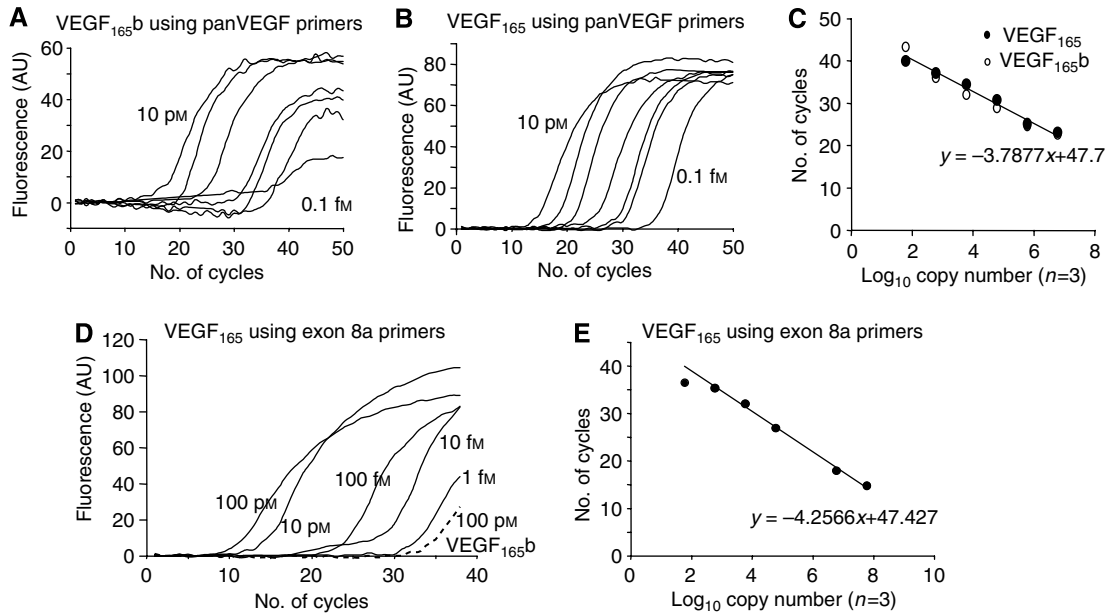 A
VEGF165b using panVEGF primers
Fluorescence (AU)
60
40
20
0
10 pM
0.1 fM
1 10 20 30 40 50
No. of cycles
B
VEGF165 using panVEGF primers
Fluorescence (AU)
80
60
40
20
0
10 pM
0.1 fM
0 10 20 30 40 50
No. of cycles
C
No. of cycles
50
40
30
20
10
0
VEGF165
VEGF165b
y = −3.7877x+47.7
0 2 4 6 8
Log10 copy number (n=3)
D
VEGF165 using exon 8a primers
Fluorescence (AU)
120
100
80
60
40
20
0
100 pM
10 pM
100 fM
10 fM
1 fM
100 pM
VEGF165b
0 10 20 30 40
No. of cycles
E
VEGF165 using exon 8a primers
No. of cycles
40
30
20
10
0
y = −4.2566x+47.427
0 2 4 6 8 10
Log10 copy number (n=3)